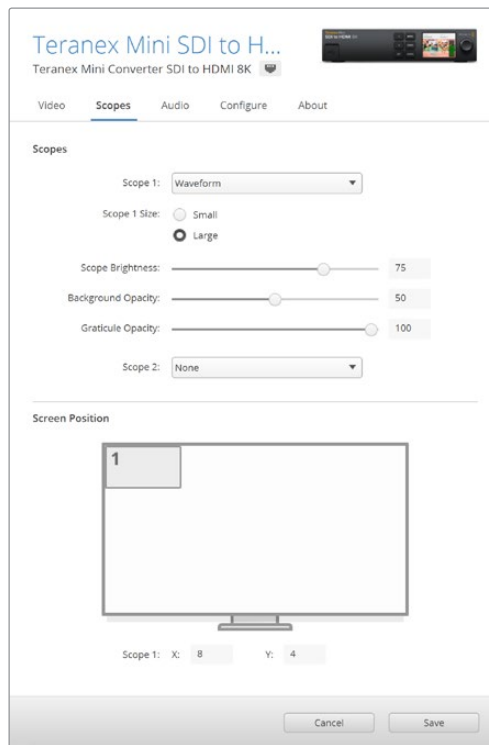 Teranex Mini SDI to H...
Teranex Mini Converter SDI to HDMI 8K
Video Scopes Audio Configure About
Scopes
Scope 1: Waveform
Scope 1 Size: Small
Large
Scope Brightness: 75
Background Opacity: 50
Graticule Opacity: 100
Scope 2: None
Screen Position
1
Scope 1: X: 8 Y: 4
Cancel Save